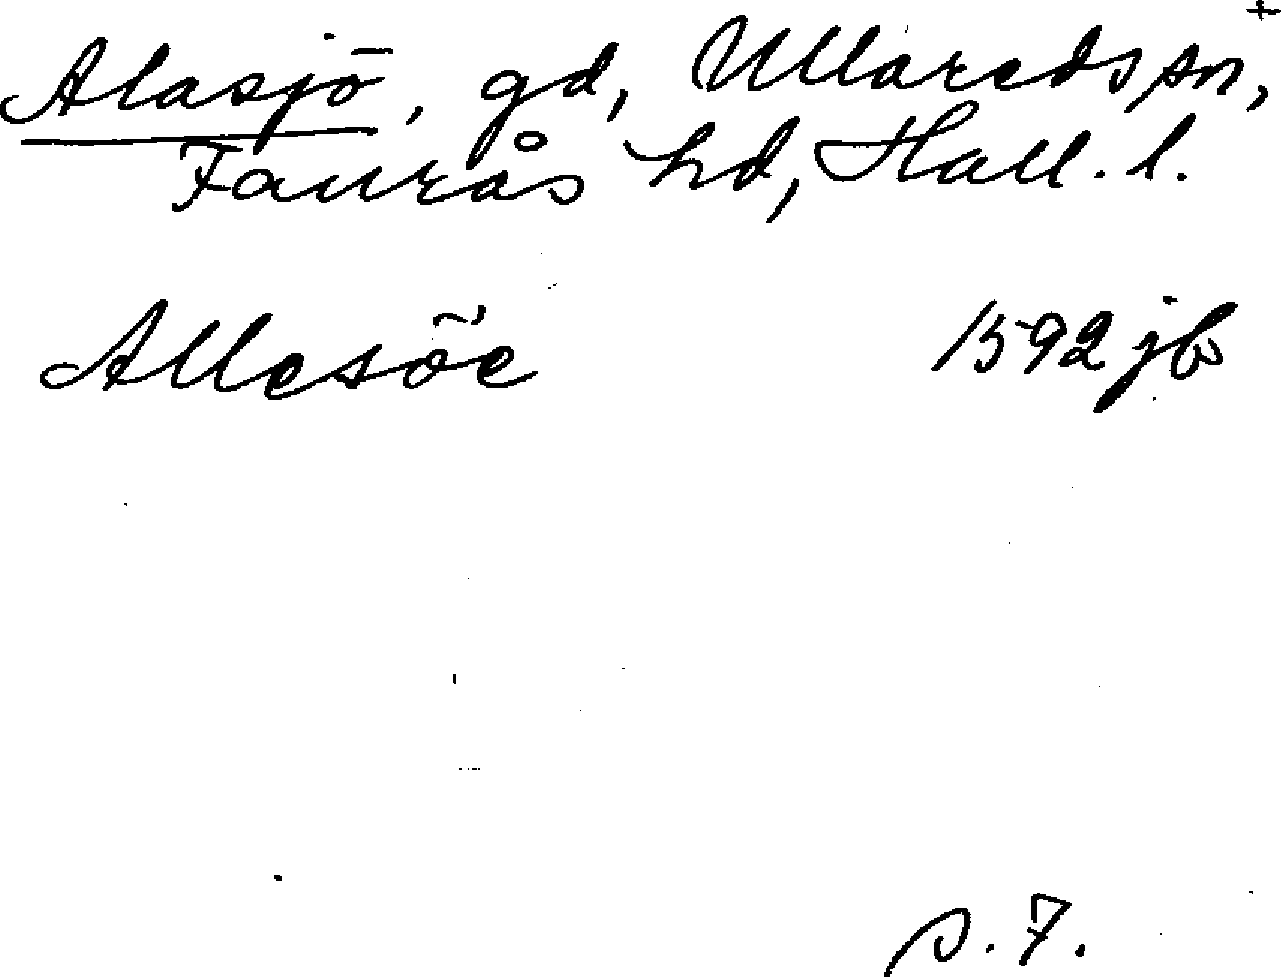 +
Alasjö, gd, Ullareds sn,
Faurås hd, Hall. l.
Allesöe 1592 jb
s. 7.